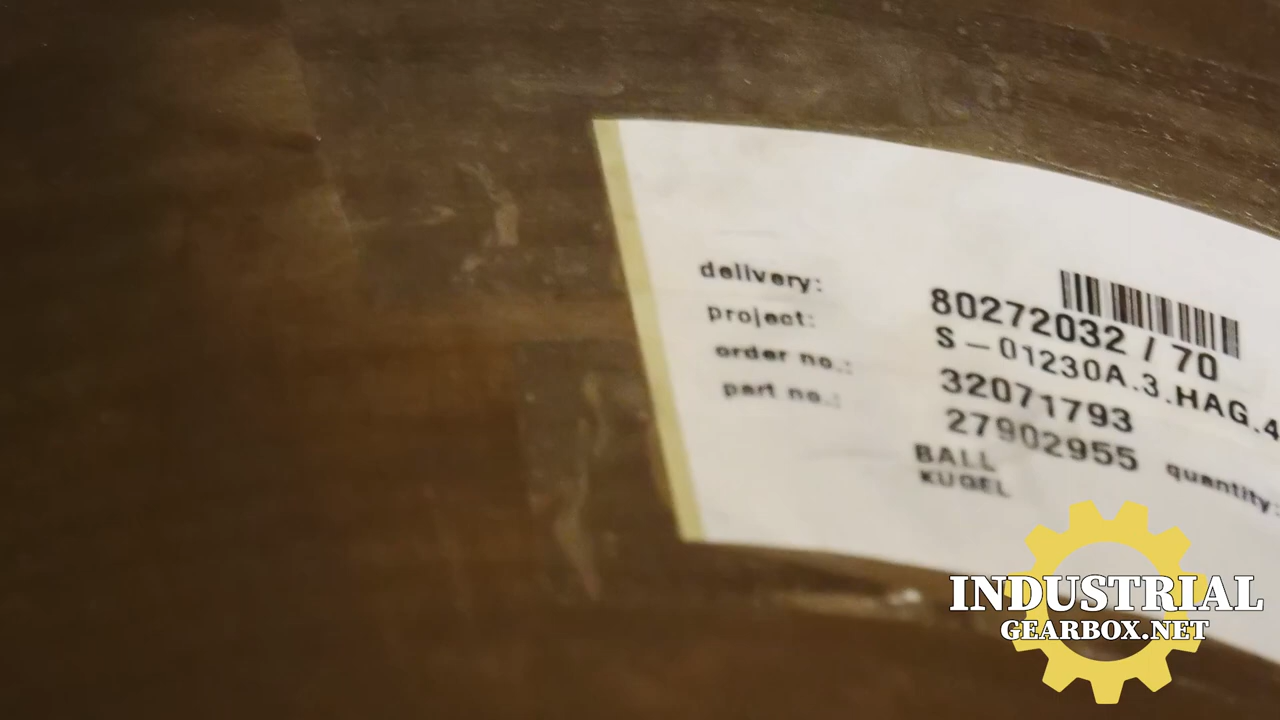 delivery: 80272032 / 70
project: S-01230A.3.HAG.4
order no.: 32071793
part no.: 27902955 quantity:
BALL
KUGEL
INDUSTRIAL
GEARBOX.NET